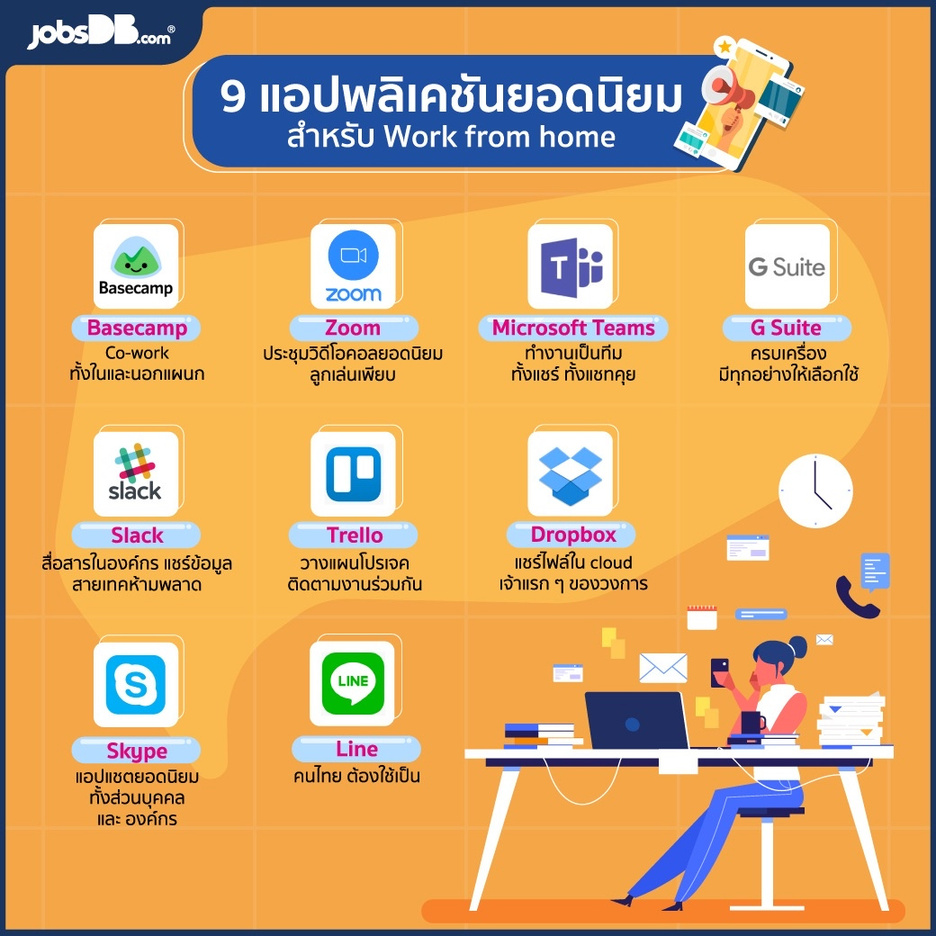 jobsDB.com®
9 แอปพลิเคชันยอดนิยม
สำหรับ Work from home
Basecamp
Basecamp
Co-work
ทั้งในและนอกแผนก
zoom
Zoom
ประชุมวิดีโอคอลยอดนิยม
ลูกเล่นเพียบ
T
Microsoft Teams
ทำงานเป็นทีม
ทั้งแชร์ ทั้งแชทคุย
G Suite
G Suite
ครบเครื่อง
มีทุกอย่างให้เลือกใช้
slack
Slack
สื่อสารในองค์กร แชร์ข้อมูล
สายเทคห้ามพลาด
Trello
วางแผนโปรเจค
ติดตามงานร่วมกัน
Dropbox
แชร์ไฟล์ใน cloud
เจ้าแรก ๆ ของวงการ
S
Skype
แอปแชตยอดนิยม
ทั้งส่วนบุคคล
และ องค์กร
LINE
Line
คนไทย ต้องใช้เป็น